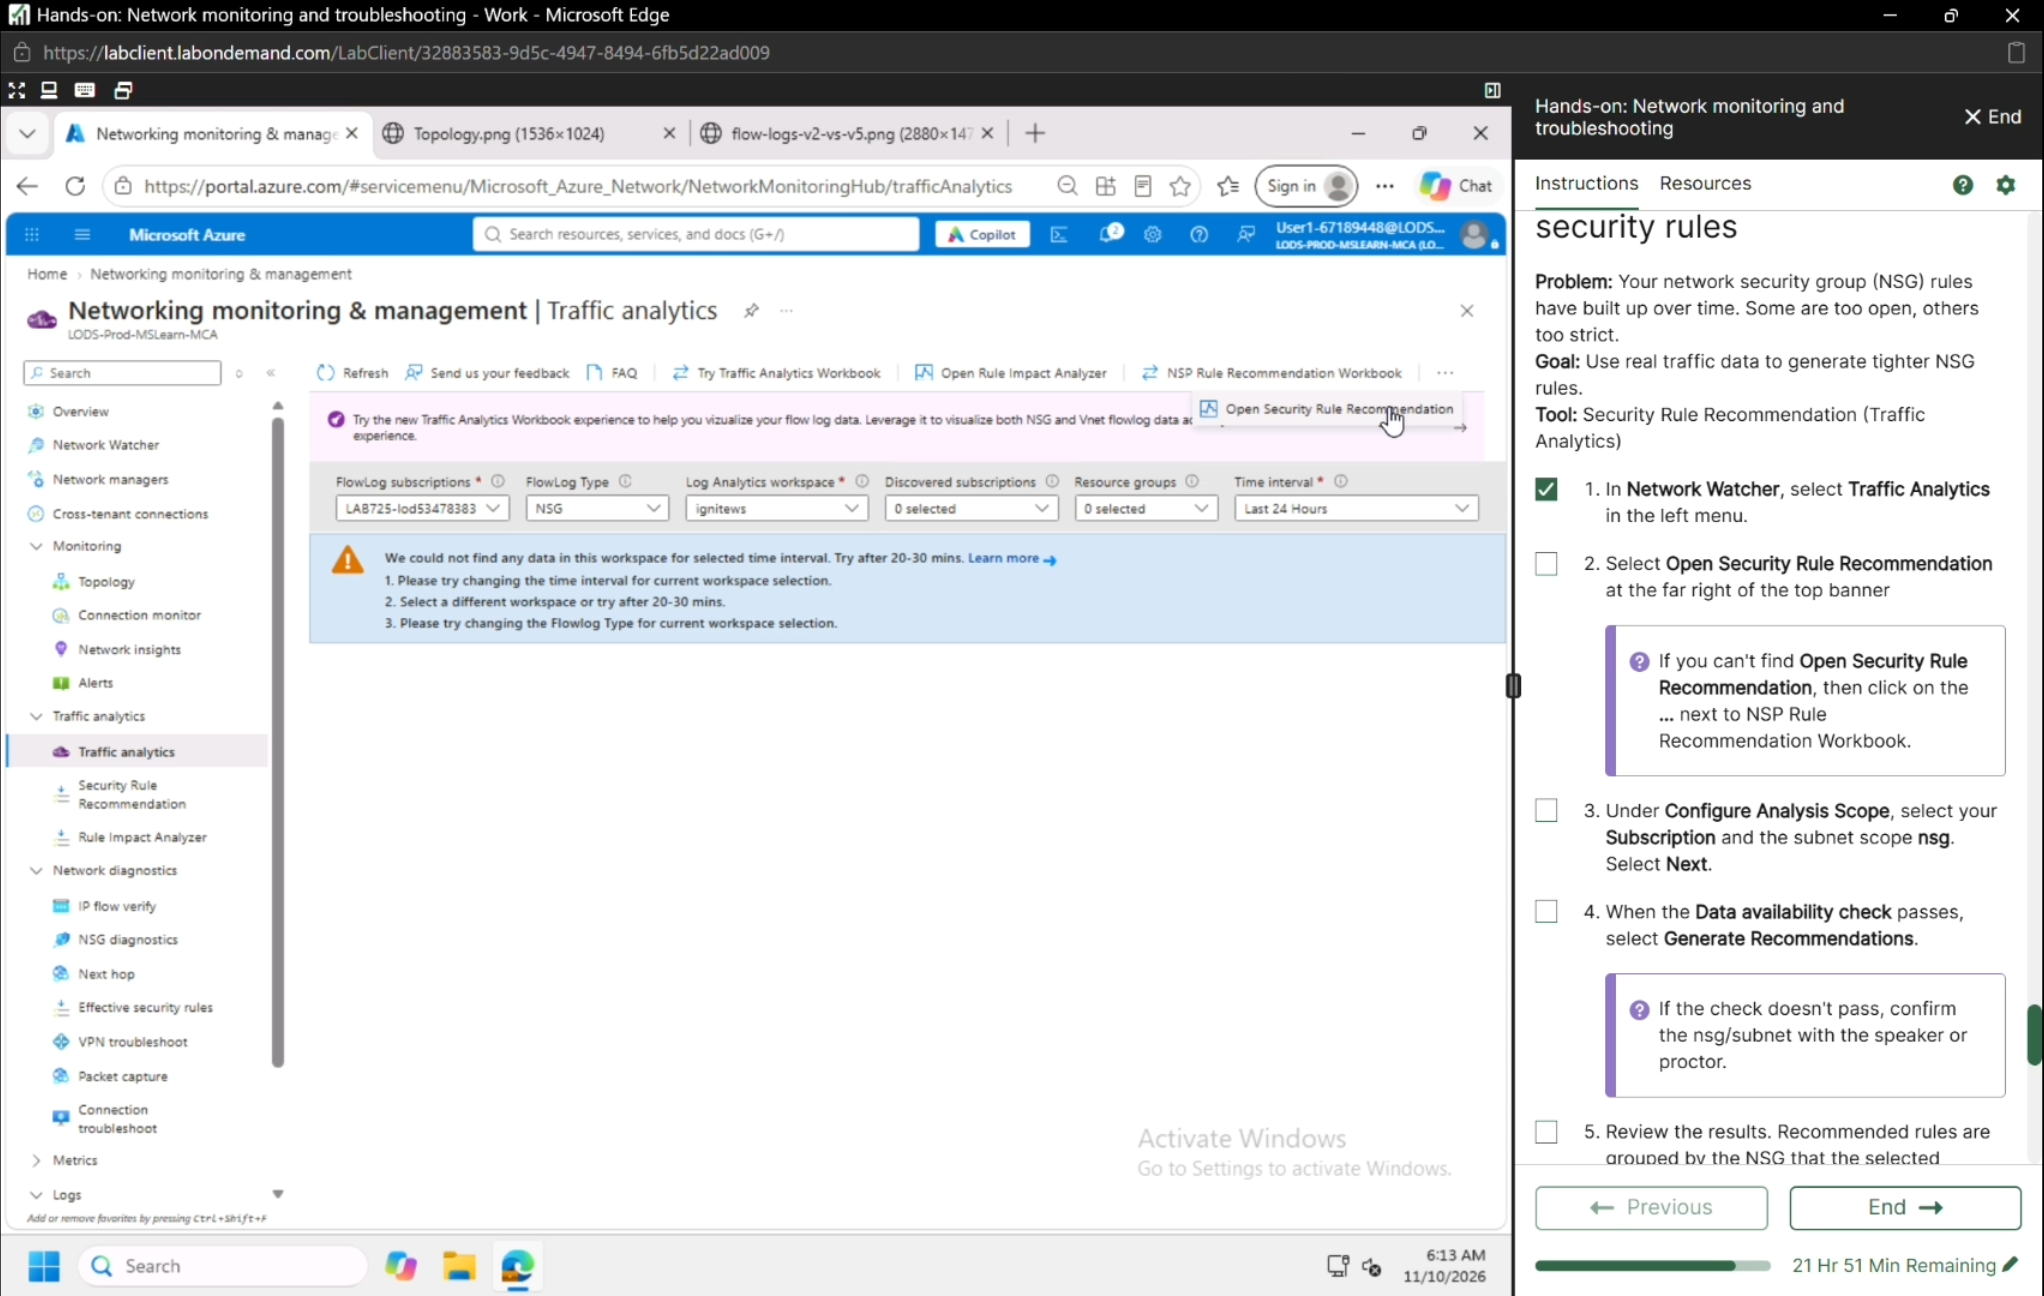 Hands-on: Network monitoring and troubleshooting - Work - Microsoft Edge
https://labclient.labondemand.com/LabClient/32883583-9d5c-4947-8494-6fb5d22ad009
Networking monitoring & manage
Topology.png (1536×1024)
flow-logs-v2-vs-v5.png (2880×147
https://portal.azure.com/#servicemenu/Microsoft_Azure_Network/NetworkMonitoringHub/trafficAnalytics
Sign in
Chat
Microsoft Azure
Search resources, services, and docs (G+/)
Copilot
2
User1-67189448@LODS...
LODS-PROD-MSLEARN-MCA (LO...
Home > Networking monitoring & management
Networking monitoring & management | Traffic analytics
LODS-Prod-MSLearn-MCA
Search
Refresh
Send us your feedback
FAQ
Try Traffic Analytics Workbook
Open Rule Impact Analyzer
NSP Rule Recommendation Workbook
Open Security Rule Recommendation
Try the new Traffic Analytics Workbook experience to help you vizualize your flow log data. Leverage it to visualize both NSG and Vnet flowlog data
experience.
FlowLog subscriptions *
FlowLog Type
Log Analytics workspace *
Discovered subscriptions
Resource groups
Time interval *
LAB725-lod53478383
NSG
ignitews
0 selected
0 selected
Last 24 Hours
We could not find any data in this workspace for selected time interval. Try after 20-30 mins. Learn more
1. Please try changing the time interval for current workspace selection.
2. Select a different workspace or try after 20-30 mins.
3. Please try changing the Flowlog Type for current workspace selection.
Overview
Network Watcher
Network managers
Cross-tenant connections
Monitoring
Topology
Connection monitor
Network insights
Alerts
Traffic analytics
Traffic analytics
Security Rule
Recommendation
Rule Impact Analyzer
Network diagnostics
IP flow verify
NSG diagnostics
Next hop
Effective security rules
VPN troubleshoot
Packet capture
Connection
troubleshoot
Metrics
Logs
Add or remove favorites by pressing Ctrl+Shift+F
Activate Windows
Go to Settings to activate Windows.
Search
6:13 AM
11/10/2026
Hands-on: Network monitoring and
troubleshooting
End
Instructions
Resources
security rules
Problem: Your network security group (NSG) rules
have built up over time. Some are too open, others
too strict.
Goal: Use real traffic data to generate tighter NSG
rules.
Tool: Security Rule Recommendation (Traffic
Analytics)
1. In Network Watcher, select Traffic Analytics
in the left menu.
2. Select Open Security Rule Recommendation
at the far right of the top banner
If you can't find Open Security Rule
Recommendation, then click on the
... next to NSP Rule
Recommendation Workbook.
3. Under Configure Analysis Scope, select your
Subscription and the subnet scope nsg.
Select Next.
4. When the Data availability check passes,
select Generate Recommendations.
If the check doesn't pass, confirm
the nsg/subnet with the speaker or
proctor.
5. Review the results. Recommended rules are
grouped by the NSG that the selected
Previous
End
21 Hr 51 Min Remaining